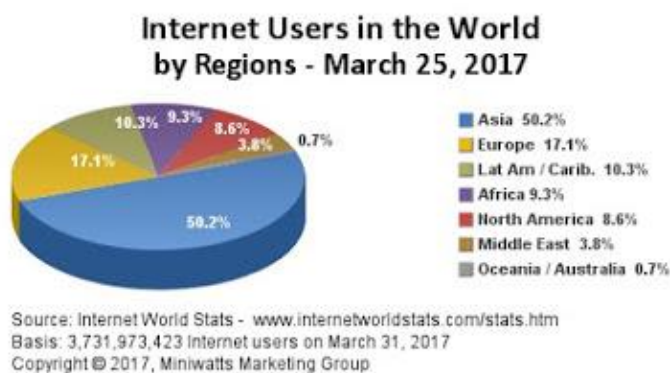 Internet Users in the World
by Regions - March 25, 2017
10.3%
9.3%
8.6%
3.8%
0.7%
17.1%
50.2%
Asia 50.2%
Europe 17.1%
Lat Am / Carib. 10.3%
Africa 9.3%
North America 8.6%
Middle East 3.8%
Oceania / Australia 0.7%
Source: Internet World Stats - www.internetworldstats.com/stats.htm
Basis: 3,731,973,423 Internet users on March 31, 2017
Copyright © 2017, Miniwatts Marketing Group